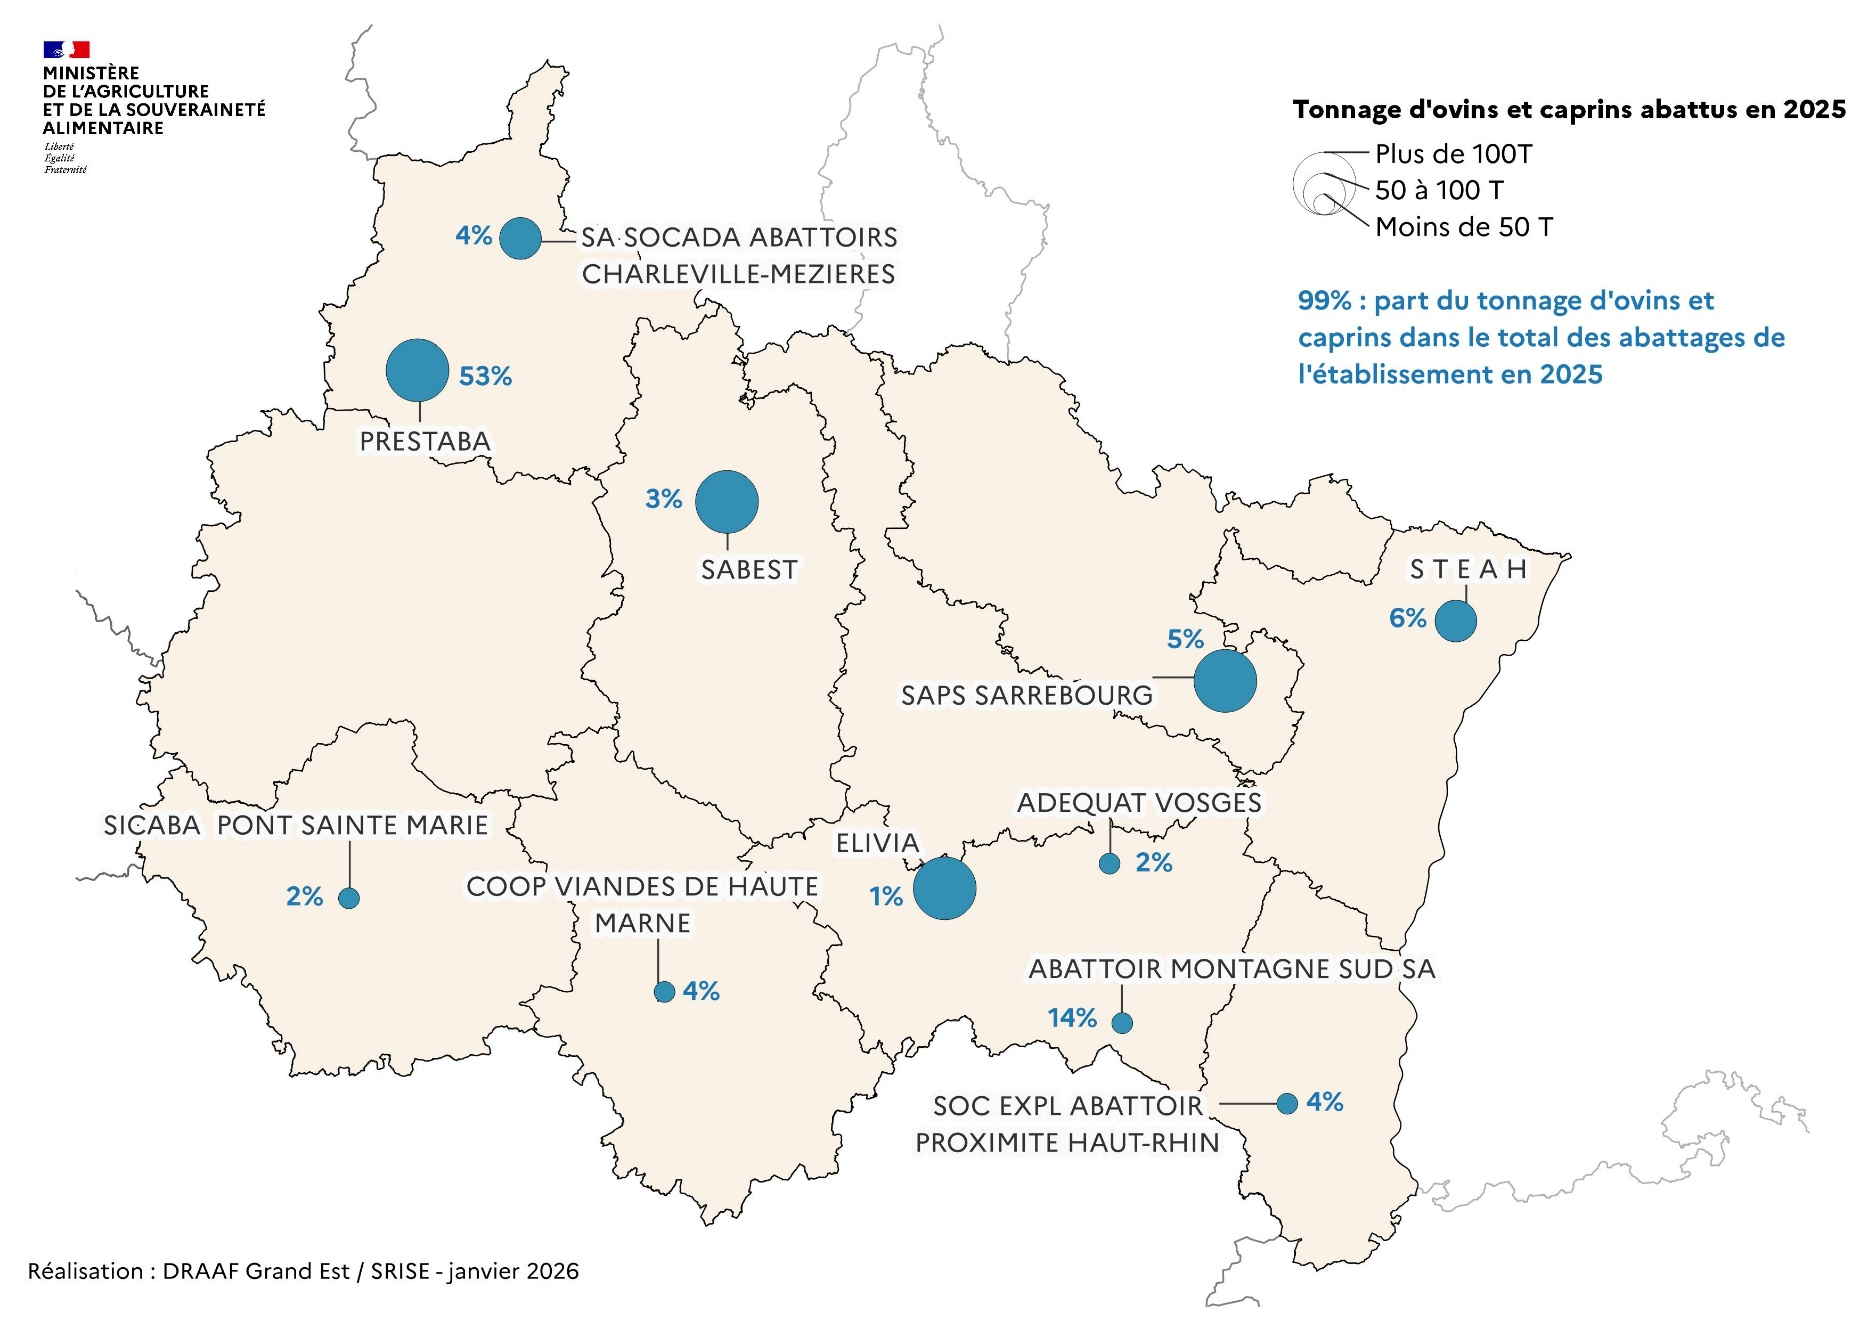 MINISTÈRE
DE L'AGRICULTURE
ET DE LA SOUVERAINETÉ
ALIMENTAIRE
Liberté
Égalité
Fraternité
Tonnage d'ovins et caprins abattus en 2025
Plus de 100T
50 à 100 T
Moins de 50 T
99% : part du tonnage d'ovins et
caprins dans le total des abattages de
l'établissement en 2025
4%
SA SOCADA ABATTOIRS
CHARLEVILLE-MEZIERES
53%
PRESTABA
3%
SABEST
S T E A H
6%
5%
SAPS SARREBOURG
ADEQUAT VOSGES
2%
SICABA PONT SAINTE MARIE
2%
ELIVIA
1%
COOP VIANDES DE HAUTE
MARNE
4%
ABATTOIR MONTAGNE SUD SA
14%
SOC EXPL ABATTOIR
PROXIMITE HAUT-RHIN
4%
Réalisation : DRAAF Grand Est / SRISE - janvier 2026